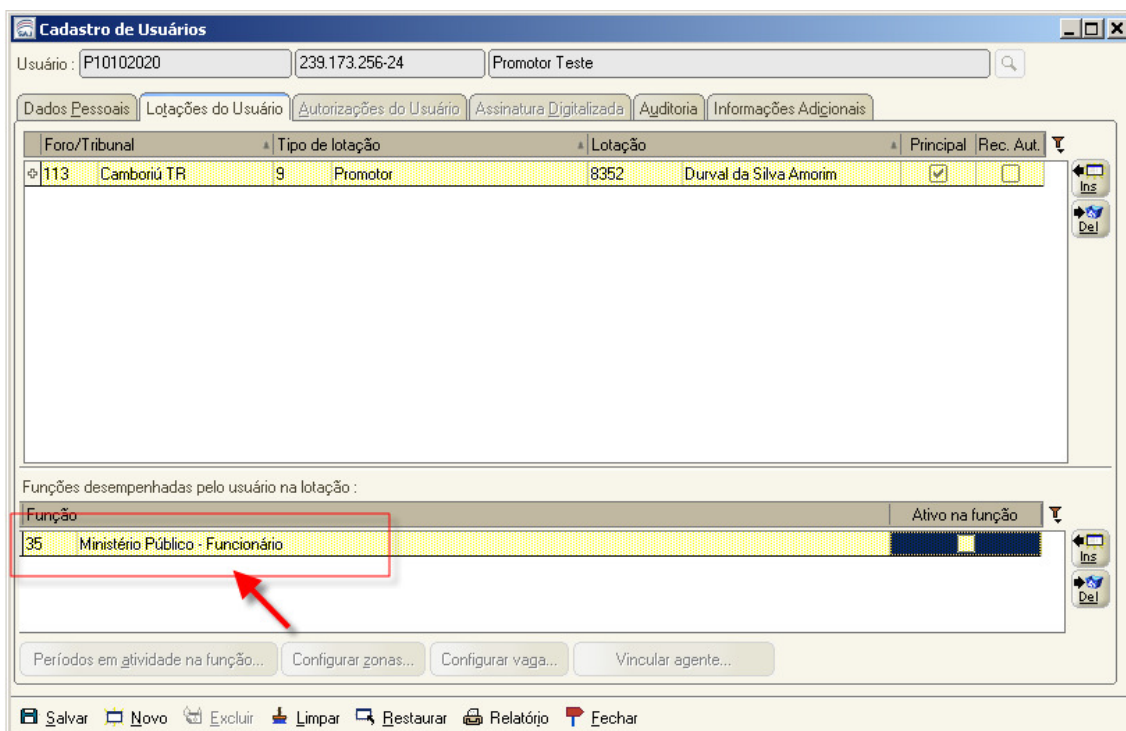 Cadastro de Usuários
Usuário : P10102020 239.173.256-24 Promotor Teste
Dados Pessoais Lotações do Usuário Autorizações do Usuário Assinatura Digitalizada Auditoria Informações Adicionais
Foro/Tribunal Tipo de lotação Lotação Principal Rec. Aut.
113 Camboriú TR 9 Promotor 8352 Durval da Silva Amorim
Ins
Del
Funções desempenhadas pelo usuário na lotação :
Função Ativo na função
35 Ministério Público - Funcionário
Ins
Del
Períodos em atividade na função... Configurar zonas... Configurar vaga... Vincular agente...
Salvar Novo Excluir Limpar Restaurar Relatório Fechar